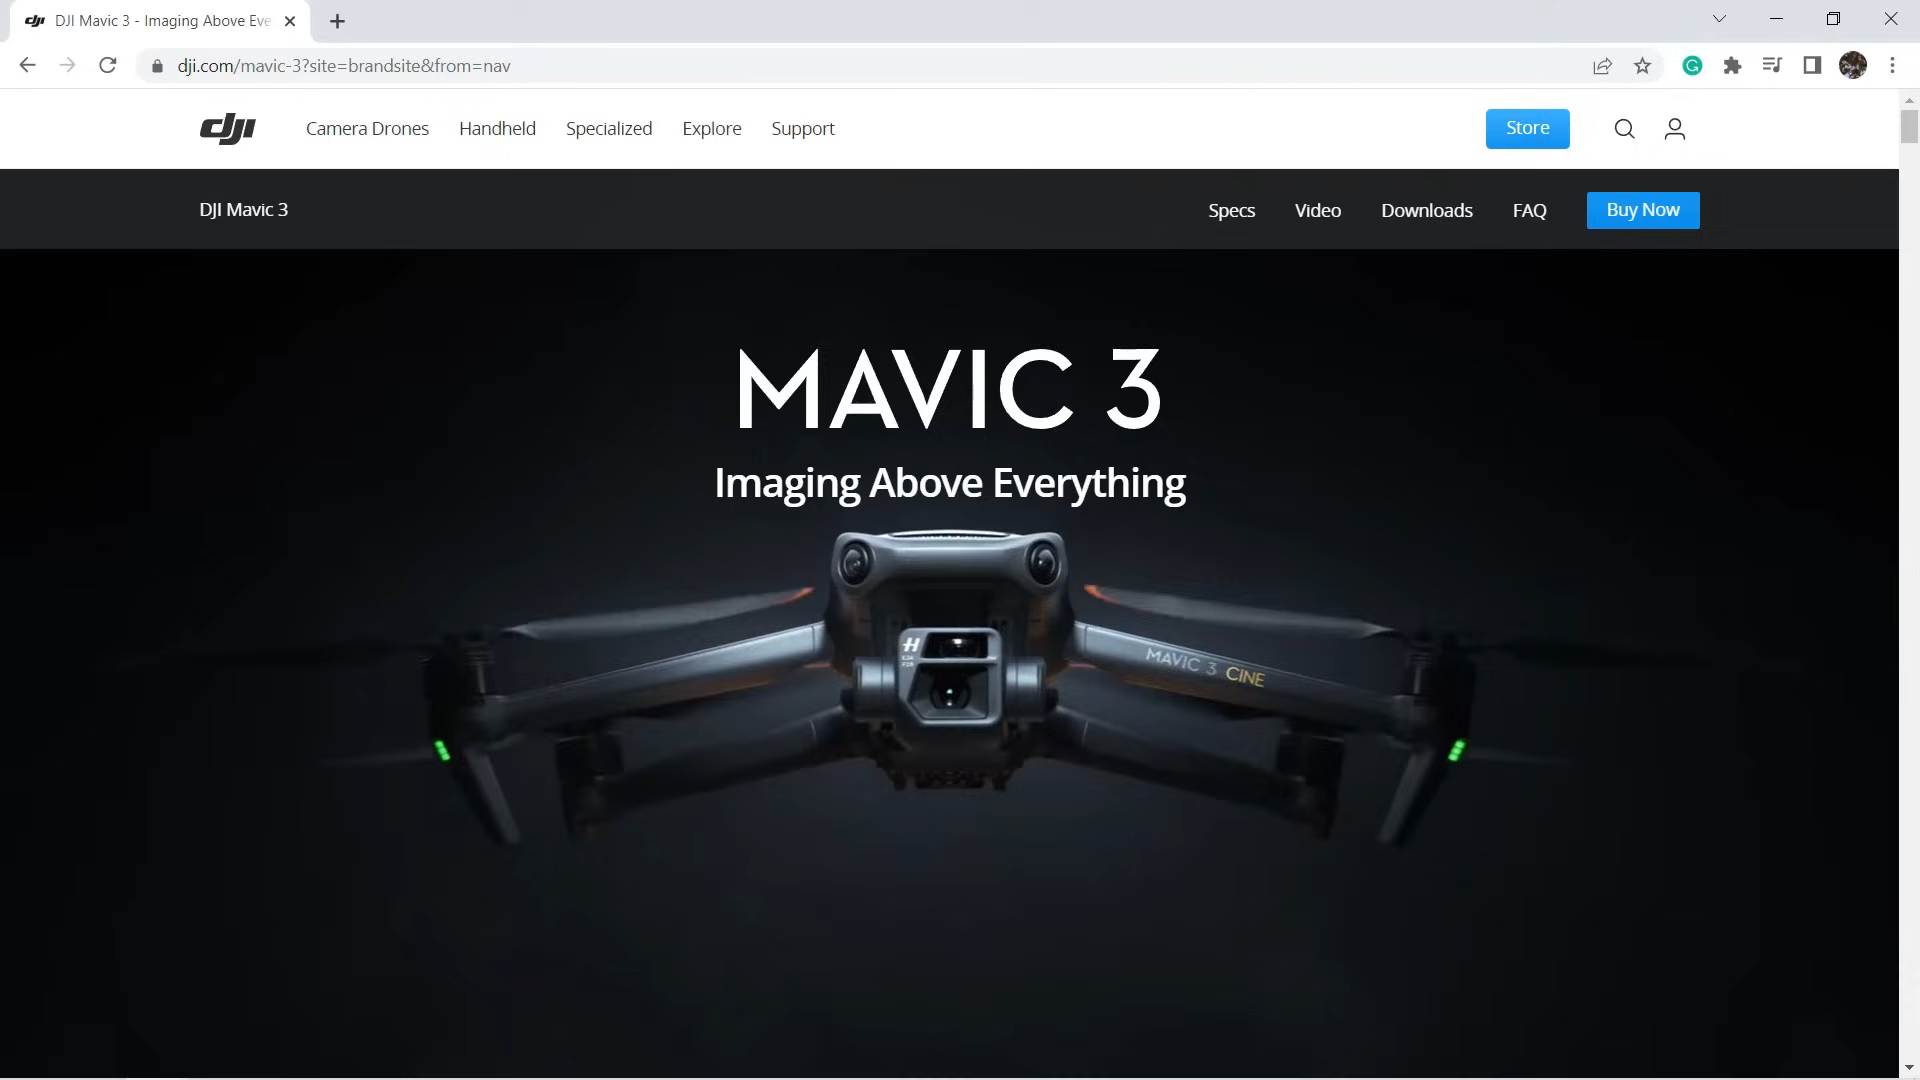 DJI Mavic 3 - Imaging Above Eve
dji.com/mavic-3?site=brandsite&from=nav
dji
Camera Drones
Handheld
Specialized
Explore
Support
Store
DJI Mavic 3
Specs
Video
Downloads
FAQ
Buy Now
MAVIC 3
Imaging Above Everything
H
MAVIC 3 CINE